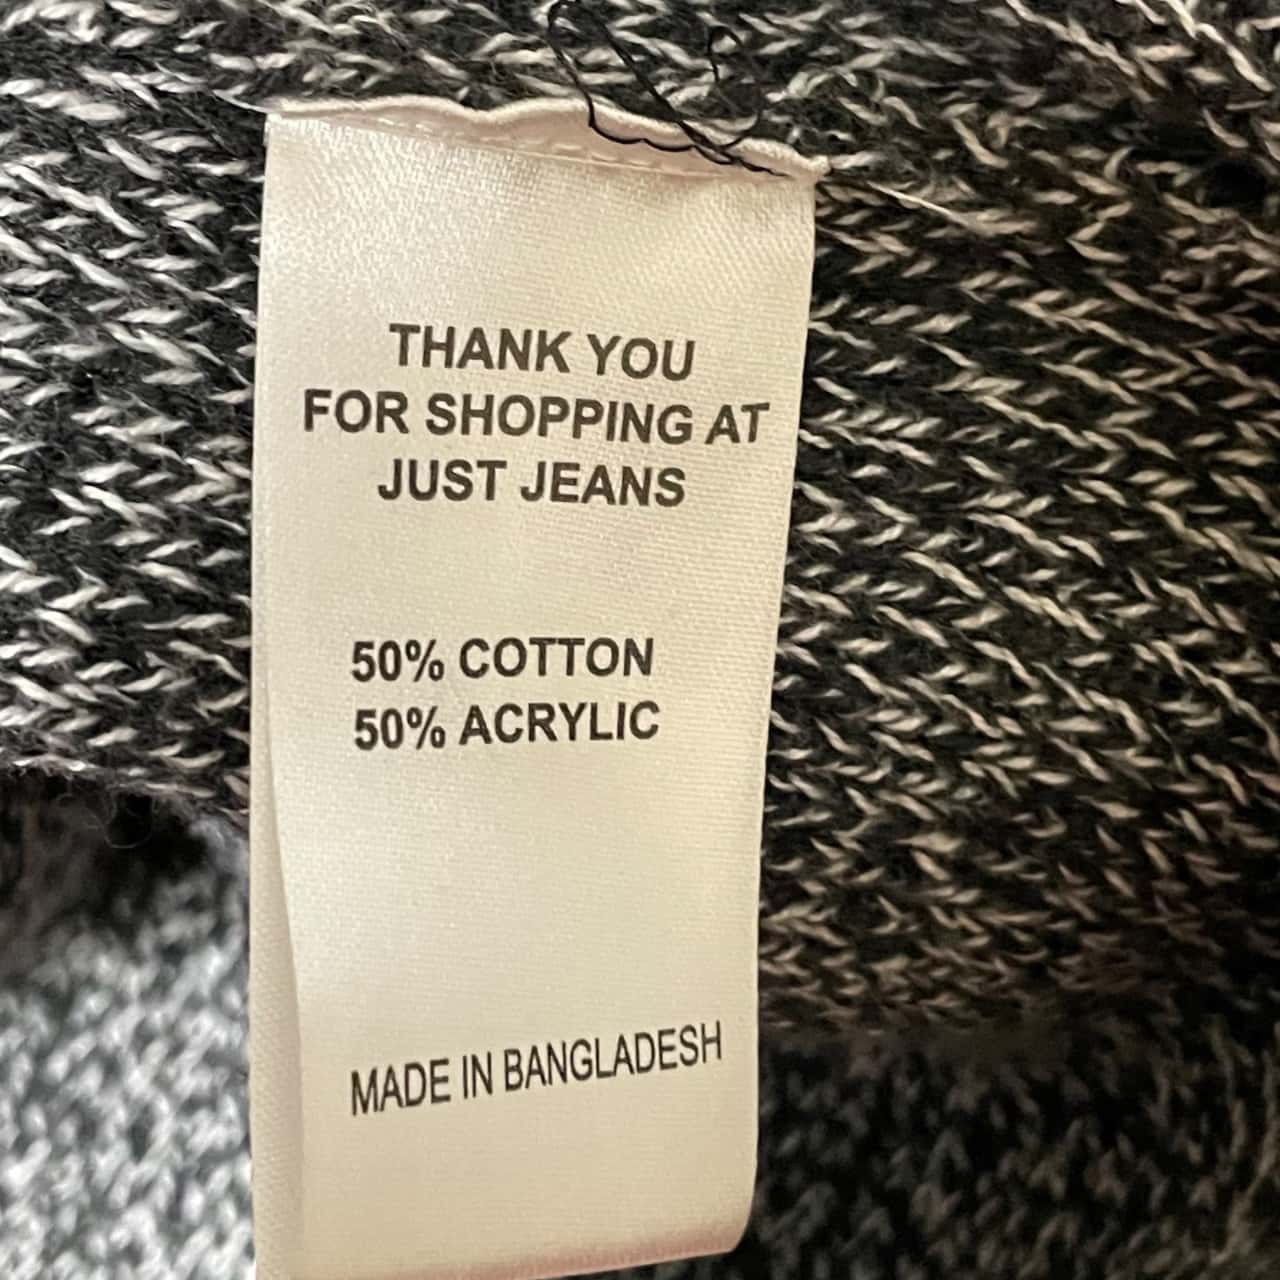 THANK YOU
FOR SHOPPING AT
JUST JEANS
50% COTTON
50% ACRYLIC
MADE IN BANGLADESH